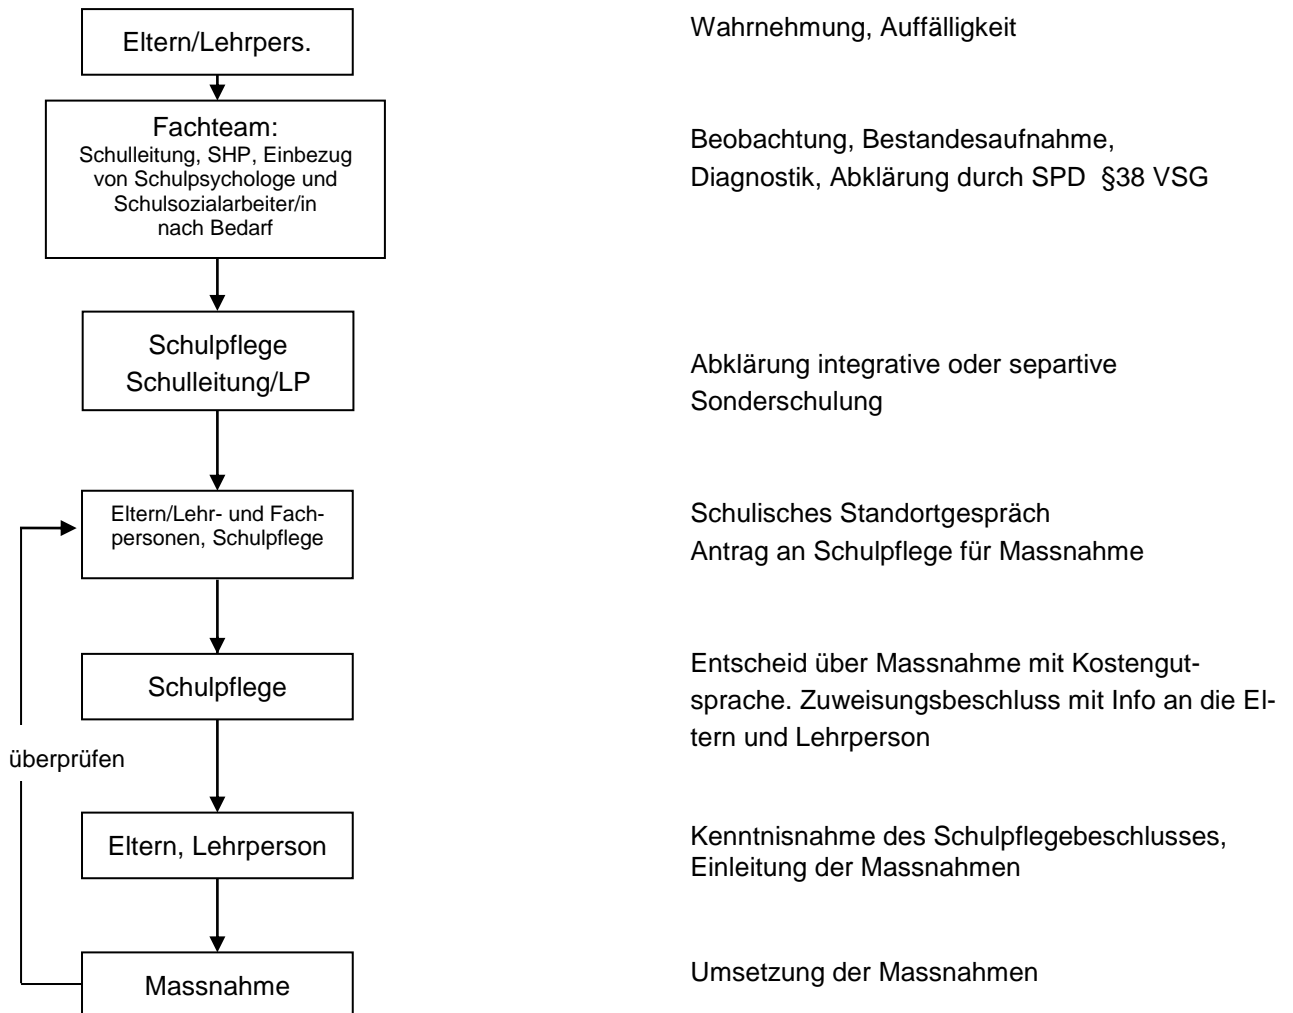 Eltern/Lehrpers.
Wahrnehmung, Auffälligkeit
Fachteam:
Schulleitung, SHP, Einbezug
von Schulpsychologe und
Schulsozialarbeiter/in
nach Bedarf
Beobachtung, Bestandesaufnahme,
Diagnostik, Abklärung durch SPD §38 VSG
Schulpflege
Schulleitung/LP
Abklärung integrative oder separtive
Sonderschulung
Eltern/Lehr- und Fach-
personen, Schulpflege
Schulisches Standortgespräch
Antrag an Schulpflege für Massnahme
Schulpflege
Entscheid über Massnahme mit Kostengut-
sprache. Zuweisungsbeschluss mit Info an die El-
tern und Lehrperson
überprüfen
Eltern, Lehrperson
Kenntnisnahme des Schulpflegebeschlusses,
Einleitung der Massnahmen
Massnahme
Umsetzung der Massnahmen